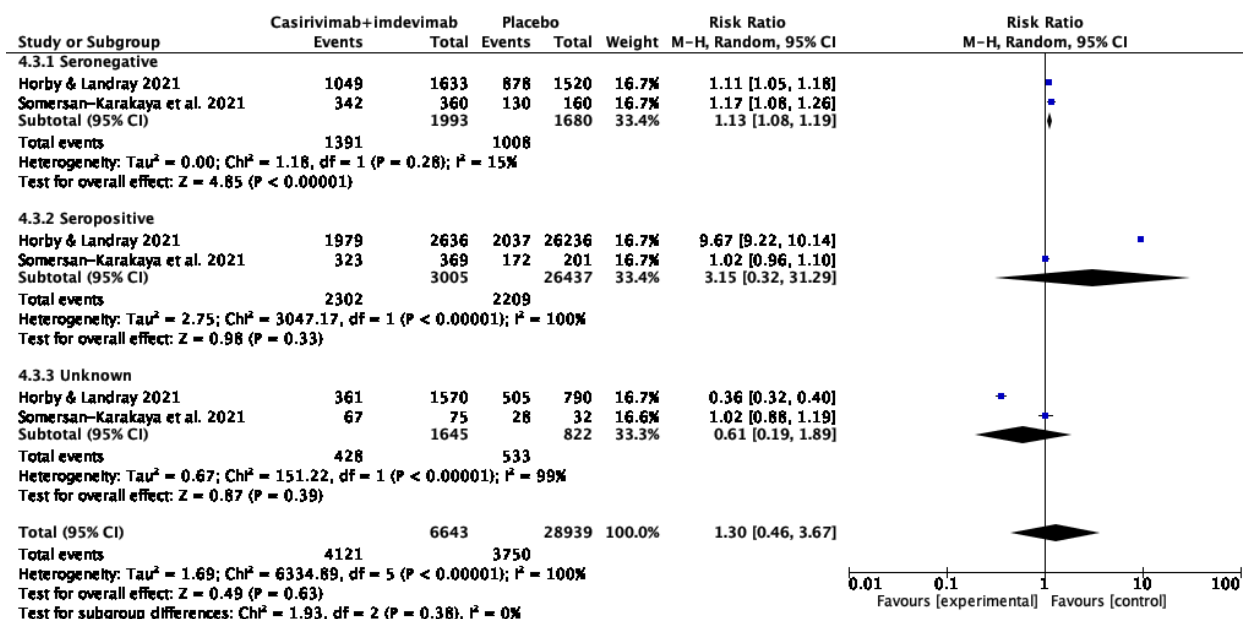 Casirivimab+imdevimab Placebo Risk Ratio Risk Ratio
Study or Subgroup Events Total Events Total Weight M-H, Random, 95% CI M-H, Random, 95% CI
4.3.1 Seronegative
Horby & Landray 2021 1049 1633 878 1520 16.7% 1.11 [1.05, 1.18]
Somersan-Karakaya et al. 2021 342 360 130 160 16.7% 1.17 [1.08, 1.26]
Subtotal (95% CI) 1993 1680 33.4% 1.13 [1.08, 1.19]
Total events 1391 1008
Heterogeneity: Tau² = 0.00; Chi² = 1.18, df = 1 (P = 0.28); I² = 15%
Test for overall effect: Z = 4.85 (P < 0.00001)
4.3.2 Seropositive
Horby & Landray 2021 1979 2636 2037 26236 16.7% 9.67 [9.22, 10.14]
Somersan-Karakaya et al. 2021 323 369 172 201 16.7% 1.02 [0.96, 1.10]
Subtotal (95% CI) 3005 26437 33.4% 3.15 [0.32, 31.29]
Total events 2302 2209
Heterogeneity: Tau² = 2.75; Chi² = 3047.17, df = 1 (P < 0.00001); I² = 100%
Test for overall effect: Z = 0.98 (P = 0.33)
4.3.3 Unknown
Horby & Landray 2021 361 1570 505 790 16.7% 0.36 [0.32, 0.40]
Somersan-Karakaya et al. 2021 67 75 28 32 16.6% 1.02 [0.88, 1.19]
Subtotal (95% CI) 1645 822 33.3% 0.61 [0.19, 1.89]
Total events 428 533
Heterogeneity: Tau² = 0.67; Chi² = 151.22, df = 1 (P < 0.00001); I² = 99%
Test for overall effect: Z = 0.87 (P = 0.39)
Total (95% CI) 6643 28939 100.0% 1.30 [0.46, 3.67]
Total events 4121 3750
Heterogeneity: Tau² = 1.69; Chi² = 6334.89, df = 5 (P < 0.00001); I² = 100%
Test for overall effect: Z = 0.49 (P = 0.63)
Test for subgroup differences: Chi² = 1.93, df = 2 (P = 0.38), I² = 0%
0.01 0.1 1 10 100
Favours [experimental] Favours [control]